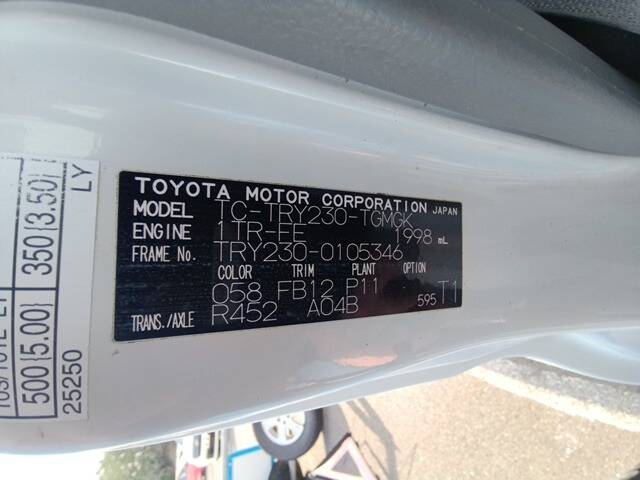 TOYOTA MOTOR CORPORATION JAPAN
MODEL TC-TRY230-TGMGK
ENGINE 1TR-FE 1998 mL
FRAME No. TRY230-0105346
COLOR TRIM PLANT OPTION
058 FB12 P11
TRANS./AXLE R452 A04B 595 T1
500(5.00) 350(3.50)
25250 LY